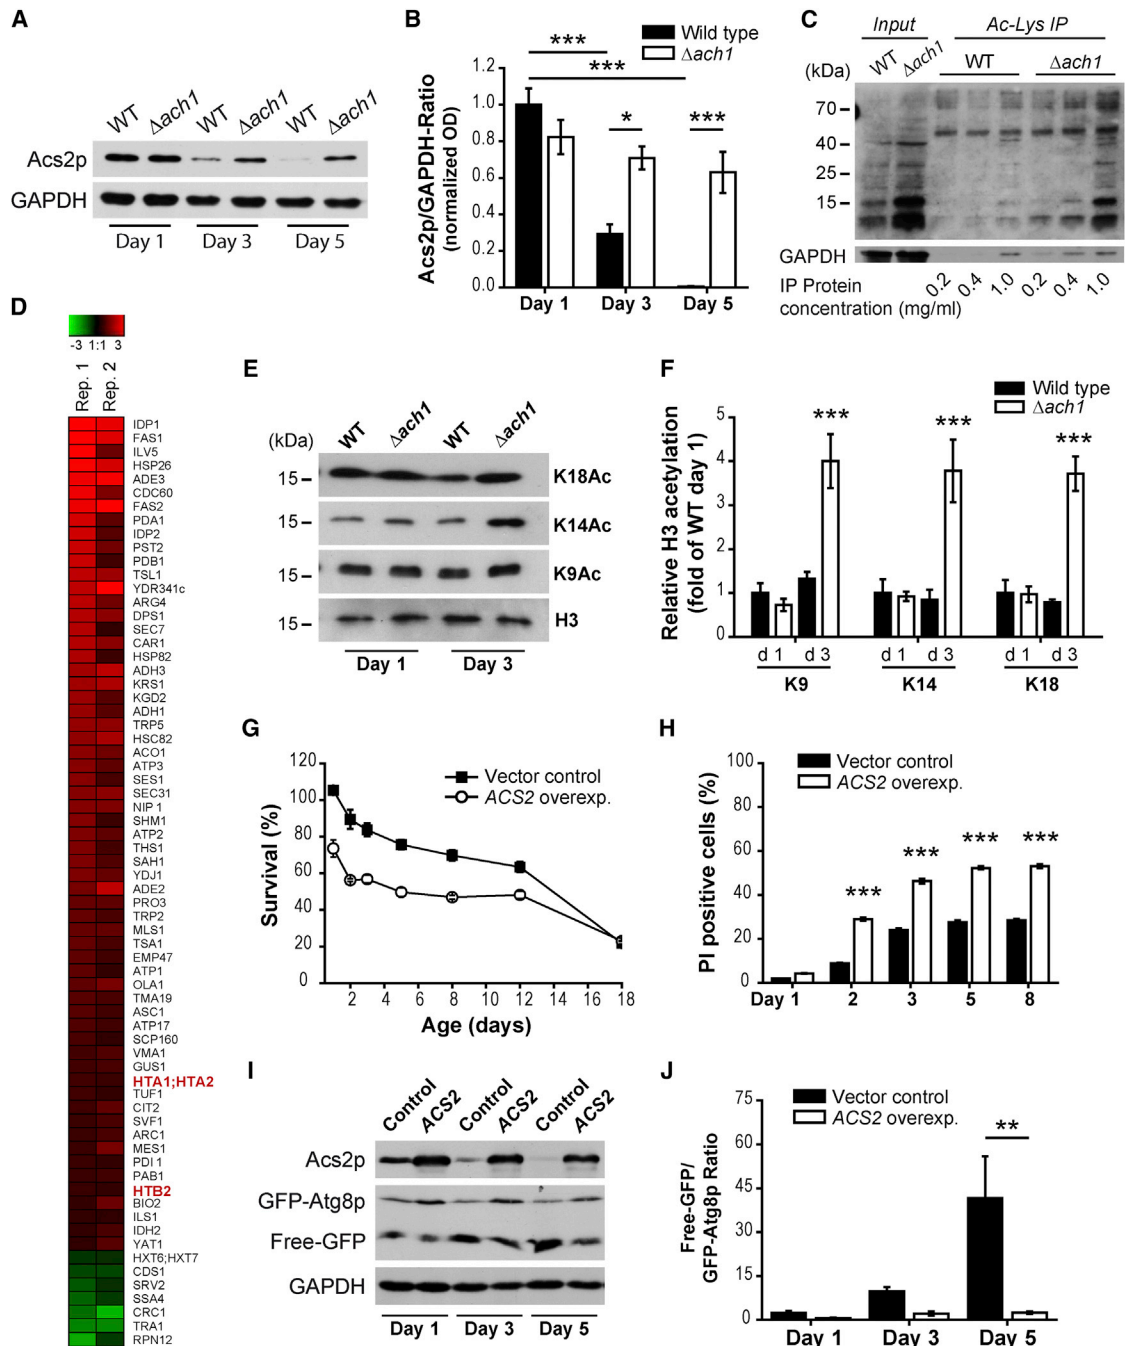 A
WT
Δach1
WT
Δach1
WT
Δach1
Acs2p
GAPDH
Day 1
Day 3
Day 5
B
Wild type
Δach1
Acs2p/GAPDH-Ratio
(normalized OD)
1.2
1.0
0.8
0.6
0.4
0.2
0.0
***
***
*
***
Day 1
Day 3
Day 5
C
Input
Ac-Lys IP
WT
Δach1
WT
Δach1
(kDa)
70
40
25
15
GAPDH
IP Protein
concentration (mg/ml)
0.2
0.4
1.0
0.2
0.4
1.0
D
-3 1:1 3
Rep. 1
Rep. 2
IDP1
FAS1
ILV5
HSP26
ADE3
CDC60
FAS2
PDA1
IDP2
PST2
PDB1
TSL1
YDR341c
ARG4
DPS1
SEC7
CAR1
HSP82
ADH3
KRS1
KGD2
ADH1
TRP5
HSC82
ACO1
ATP3
SES1
SEC31
NIP 1
SHM1
ATP2
THS1
SAH1
YDJ1
ADE2
PRO3
TRP2
MLS1
TSA1
EMP47
ATP1
OLA1
TMA19
ASC1
ATP17
SCP160
VMA1
GUS1
HTA1;HTA2
TUF1
CIT2
SVF1
ARC1
MES1
PDI 1
PAB1
HTB2
BIO2
ILS1
IDH2
YAT1
HXT6;HXT7
CDS1
SRV2
SSA4
CRC1
TRA1
RPN12
E
WT
Δach1
WT
Δach1
(kDa)
15
K18Ac
15
K14Ac
15
K9Ac
15
H3
Day 1
Day 3
F
Wild type
Δach1
Relative H3 acetylation
(fold of WT day 1)
5
4
3
2
1
0
***
***
***
d 1
d 3
d 1
d 3
d 1
d 3
K9
K14
K18
G
Vector control
ACS2 overexp.
Survival (%)
120
100
80
60
40
20
0
2 4 6 8 10 12 14 16 18
Age (days)
H
Vector control
ACS2 overexp.
PI positive cells (%)
100
80
60
40
20
0
***
***
***
***
Day 1
2
3
5
8
I
Control
ACS2
Control
ACS2
Control
ACS2
Acs2p
GFP-Atg8p
Free-GFP
GAPDH
Day 1
Day 3
Day 5
J
Vector control
ACS2 overexp.
Free-GFP/
GFP-Atg8p Ratio
75
60
45
30
15
0
**
Day 1
Day 3
Day 5